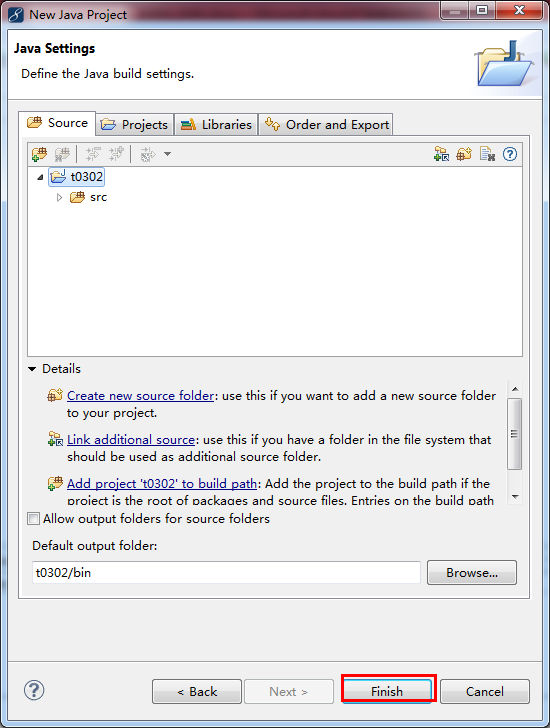 New Java Project
Java Settings
Define the Java build settings.
Source Projects Libraries Order and Export
t0302
src
Details
Create new source folder: use this if you want to add a new source folder
to your project.
Link additional source: use this if you have a folder in the file system that
should be used as additional source folder.
Add project 't0302' to build path: Add the project to the build path if the
project is the root of packages and source files. Entries on the build path
Allow output folders for source folders
Default output folder:
t0302/bin
Browse...
< Back Next > Finish Cancel